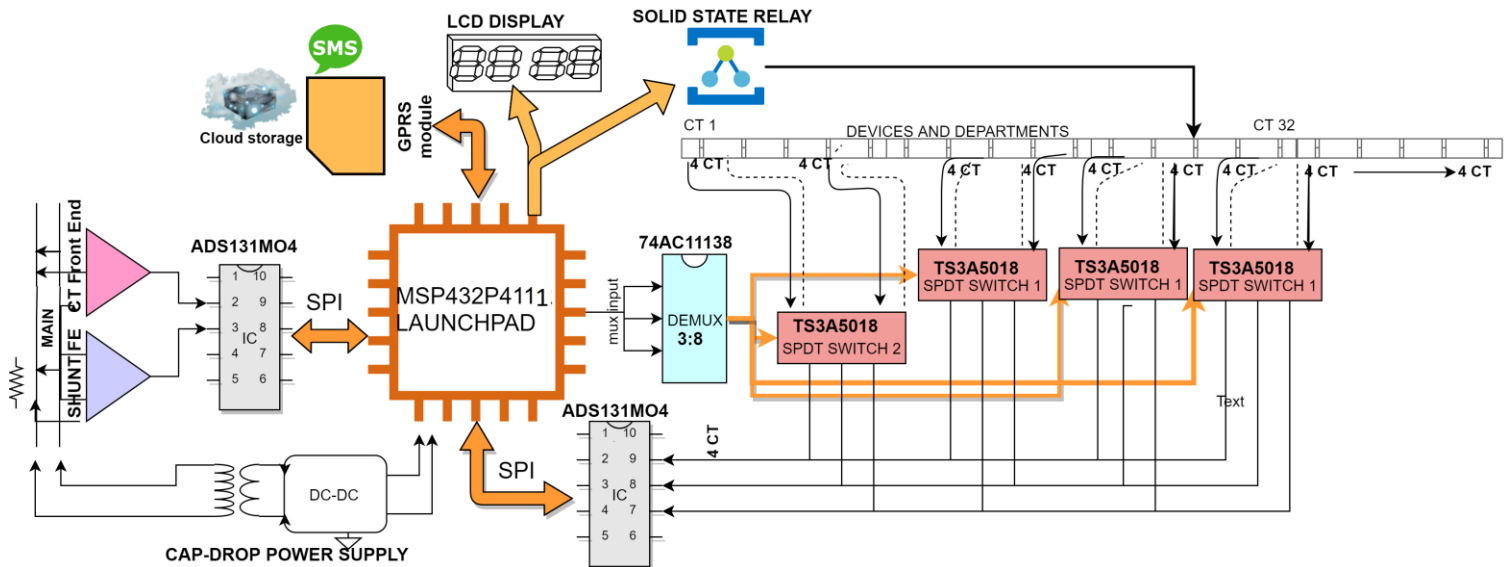 LCD DISPLAY
SOLID STATE RELAY
SMS
Cloud storage
GPRS
module
CT 1
DEVICES AND DEPARTMENTS
CT 32
4 CT
4 CT
4 CT
4 CT
4 CT
4 CT
4 CT
4 CT
MAIN
CT Front End
SHUNT FE
ADS131MO4
1 10
2 9
3 8
IC
4 7
5 6
SPI
MSP432P4111
LAUNCHPAD
mux input
74AC11138
DEMUX
3:8
TS3A5018
SPDT SWITCH 2
TS3A5018
SPDT SWITCH 1
TS3A5018
SPDT SWITCH 1
TS3A5018
SPDT SWITCH 1
Text
ADS131MO4
1 10
2 9
3 8
IC
4 7
5 6
4 CT
SPI
DC-DC
CAP-DROP POWER SUPPLY